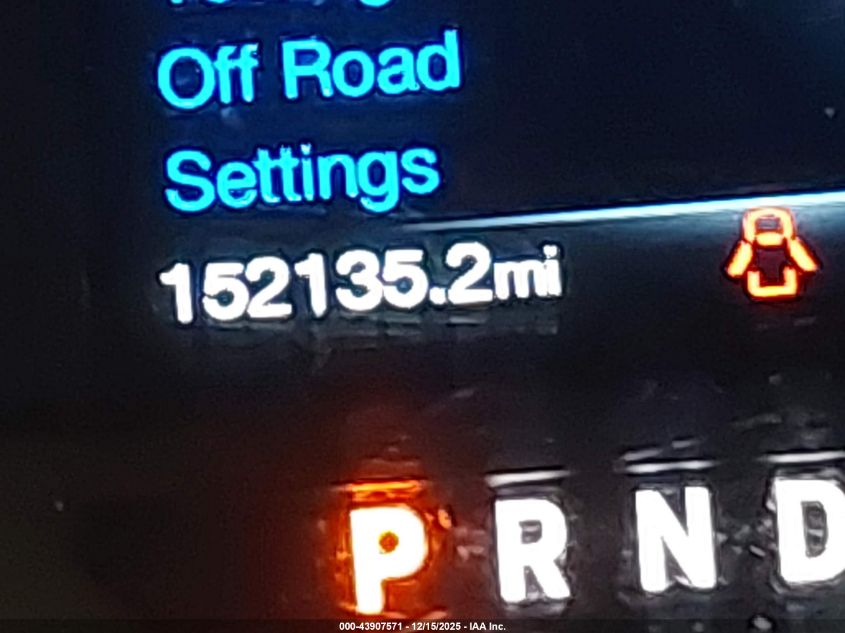 Off Road
Settings
152135.2mi
P R N D
000-43907571 - 12/15/2025 - IAA Inc.